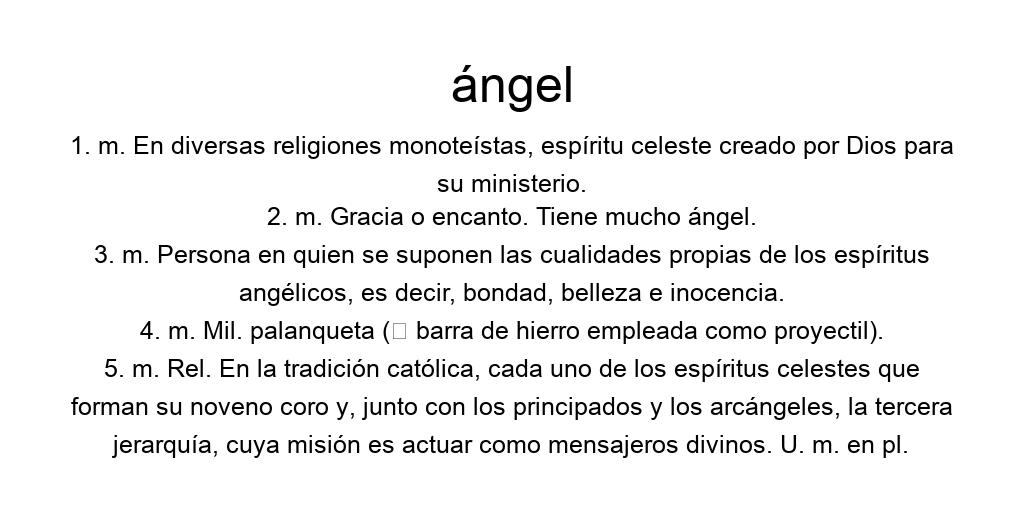 ángel
1. m. En diversas religiones monoteístas, espíritu celeste creado por Dios para
su ministerio.
2. m. Gracia o encanto. Tiene mucho ángel.
3. m. Persona en quien se suponen las cualidades propias de los espíritus
angélicos, es decir, bondad, belleza e inocencia.
4. m. Mil. palanqueta (□ barra de hierro empleada como proyectil).
5. m. Rel. En la tradición católica, cada uno de los espíritus celestes que
forman su noveno coro y, junto con los principados y los arcángeles, la tercera
jerarquía, cuya misión es actuar como mensajeros divinos. U. m. en pl.